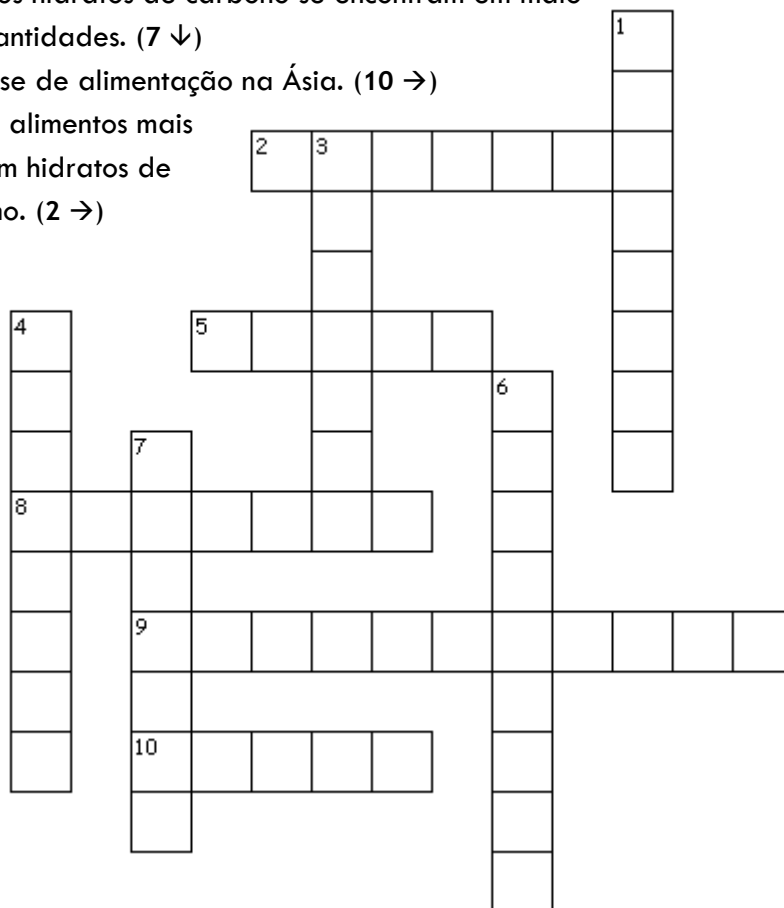 os hidratos de carbono se encontram em maio
antidades. (7 ↓)
se de alimentação na Ásia. (10 →)
alimentos mais
m hidratos de
no. (2 →)
1
2 3
4 5
6
7
8
9
10